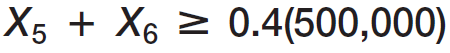 X₅ + X₆ ≥ 0.4(500,000)